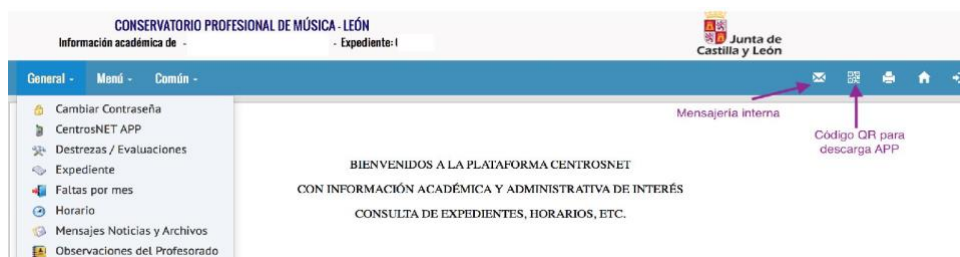 CONSERVATORIO PROFESIONAL DE MÚSICA - LEÓN
Información académica de - - Expediente: (
Junta de
Castilla y León
General - Menú - Común -
Cambiar Contraseña
CentrosNET APP
Destrezas / Evaluaciones
Expediente
Faltas por mes
Horario
Mensajes Noticias y Archivos
Observaciones del Profesorado
Mensajería interna
Código QR para
descarga APP
BIENVENIDOS A LA PLATAFORMA CENTROSNET
CON INFORMACIÓN ACADÉMICA Y ADMINISTRATIVA DE INTERÉS
CONSULTA DE EXPEDIENTES, HORARIOS, ETC.